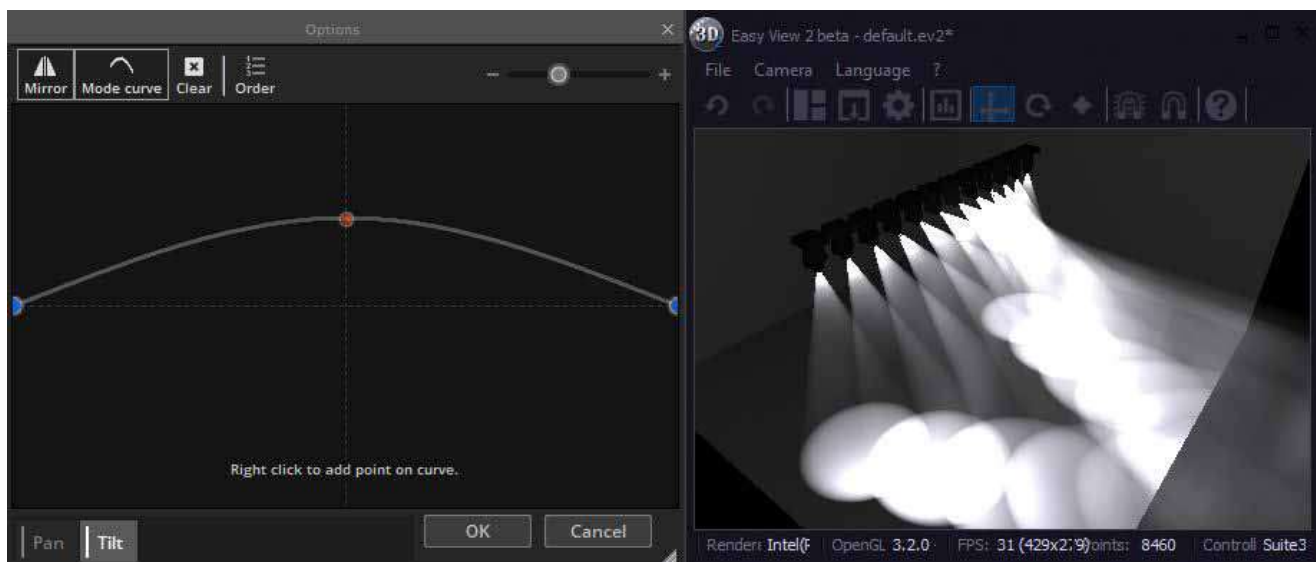 Options
Mirror Mode curve Clear Order
Right click to add point on curve.
OK Cancel
Pan Tilt
3D Easy View 2 beta - default.ev2*
File Camera Language ?
Render: Intel(R OpenGL 3.2.0 FPS: 31 (429x279) Points: 8460 Controll Suite3